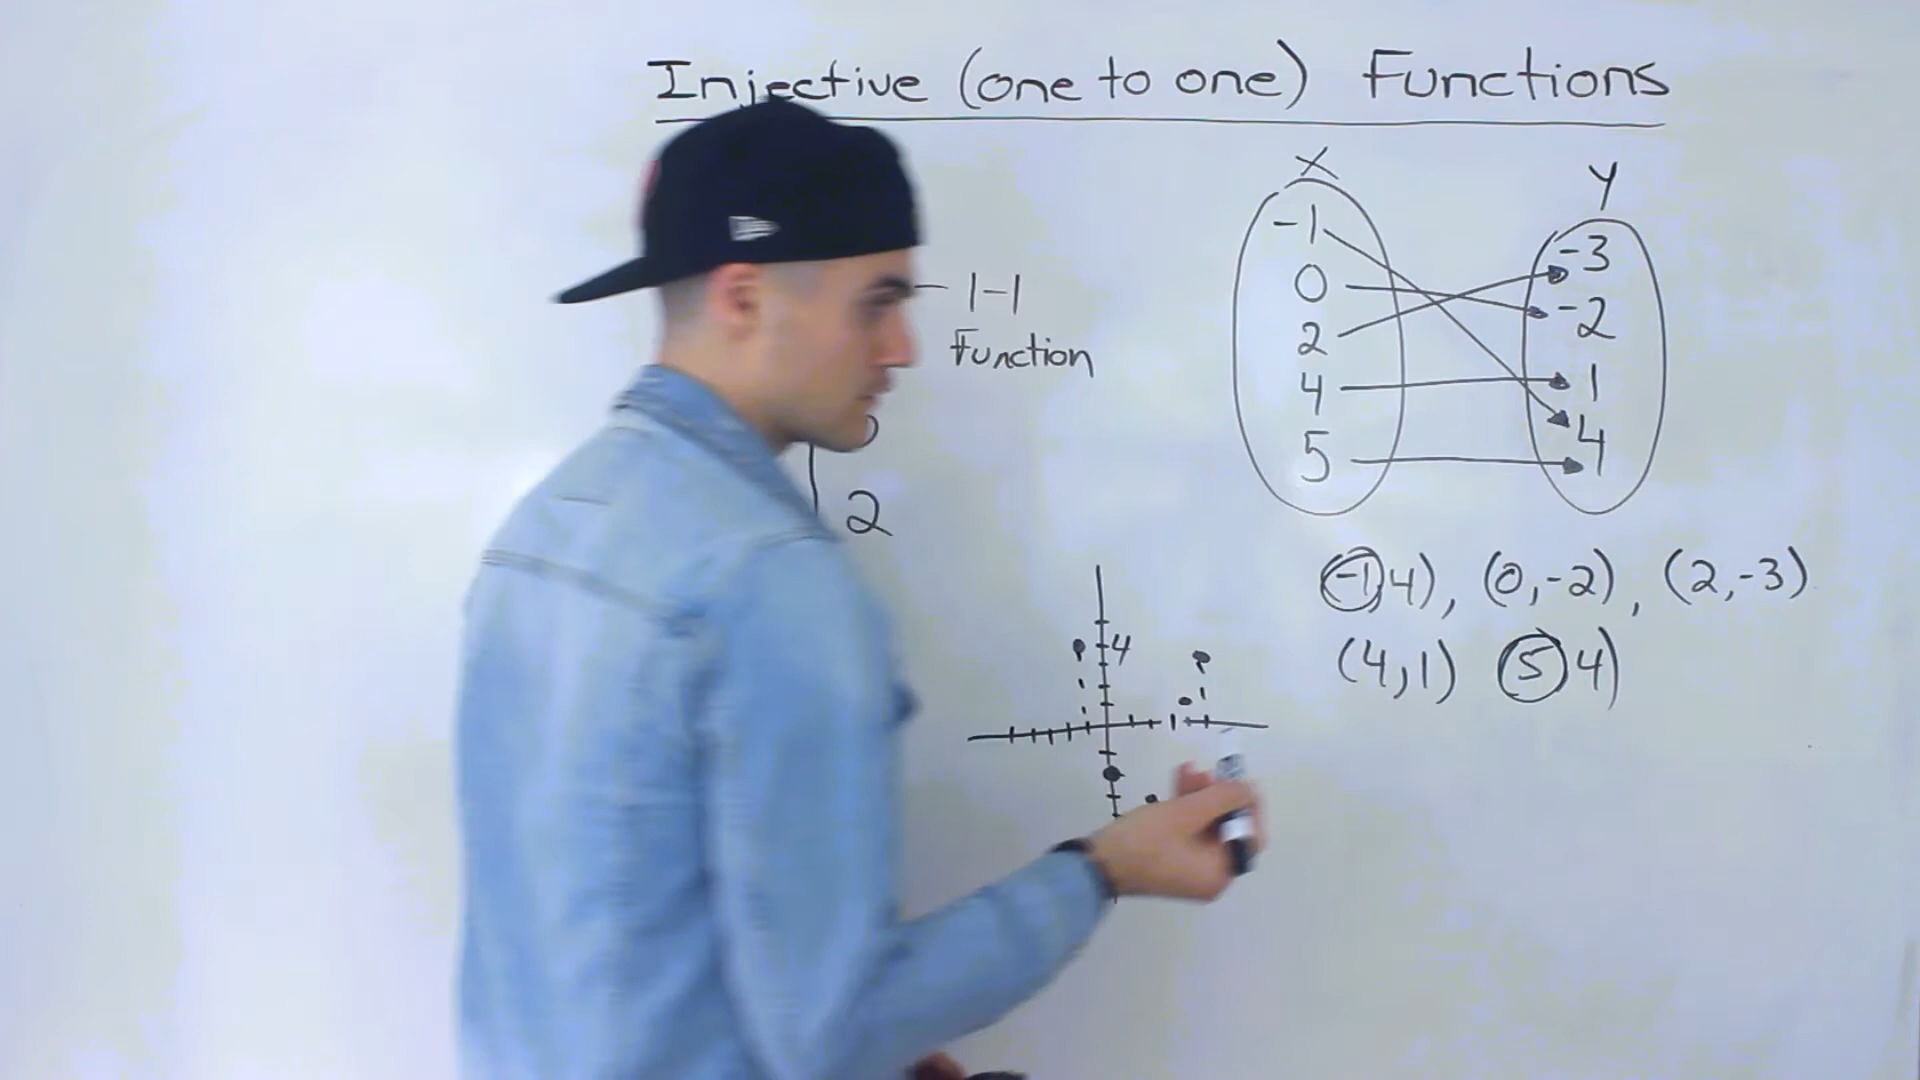 Injective (one to one) Functions
X Y
-1 -3
0 -2
2 1
4 4
5
- 1-1
Function
2
4
(-1,4), (0,-2), (2,-3)
(4,1) (5,4)